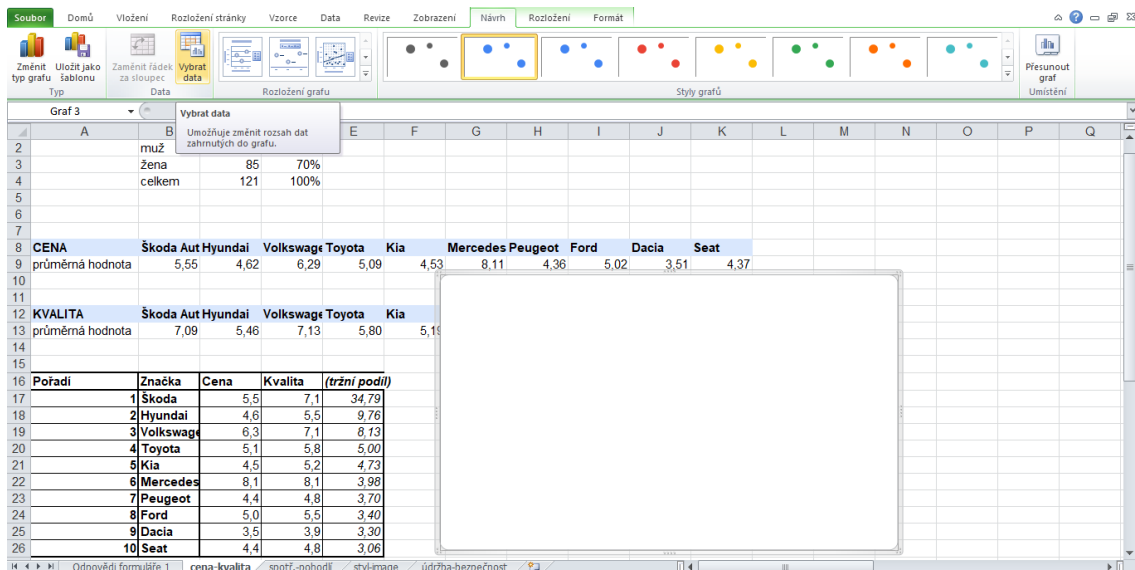 Soubor Domů Vložení Rozložení stránky Vzorce Data Revize Zobrazení Návrh Rozložení Formát
Změnit typ grafu
Uložit jako šablonu
Zaměnit řádek za sloupec
Vybrat data
Přesunout graf
Typ Data Rozložení grafu Styly grafů Umístění
Graf 3
Vybrat data
Umožňuje změnit rozsah dat
zahrnutých do grafu.
A B E F G H I J K L M N O P Q
2 muž
3 žena 85 70%
4 celkem 121 100%
5
6
7
8 CENA Škoda Aut Hyundai Volkswage Toyota Kia Mercedes Peugeot Ford Dacia Seat
9 průměrná hodnota 5,55 4,62 6,29 5,09 4,53 8,11 4,36 5,02 3,51 4,37
10
11
12 KVALITA Škoda Aut Hyundai Volkswage Toyota Kia
13 průměrná hodnota 7,09 5,46 7,13 5,80 5,19
14
15
16 Pořadí Značka Cena Kvalita (tržní podíl)
17 1 Škoda 5,5 7,1 34,79
18 2 Hyundai 4,6 5,5 9,76
19 3 Volkswage 6,3 7,1 8,13
20 4 Toyota 5,1 5,8 5,00
21 5 Kia 4,5 5,2 4,73
22 6 Mercedes 8,1 8,1 3,98
23 7 Peugeot 4,4 4,8 3,70
24 8 Ford 5,0 5,5 3,40
25 9 Dacia 3,5 3,9 3,30
26 10 Seat 4,4 4,8 3,06
Odpovědi formuláře 1 cena-kvalita spotř.-pohodlí styl-image údržba-bezpečnost